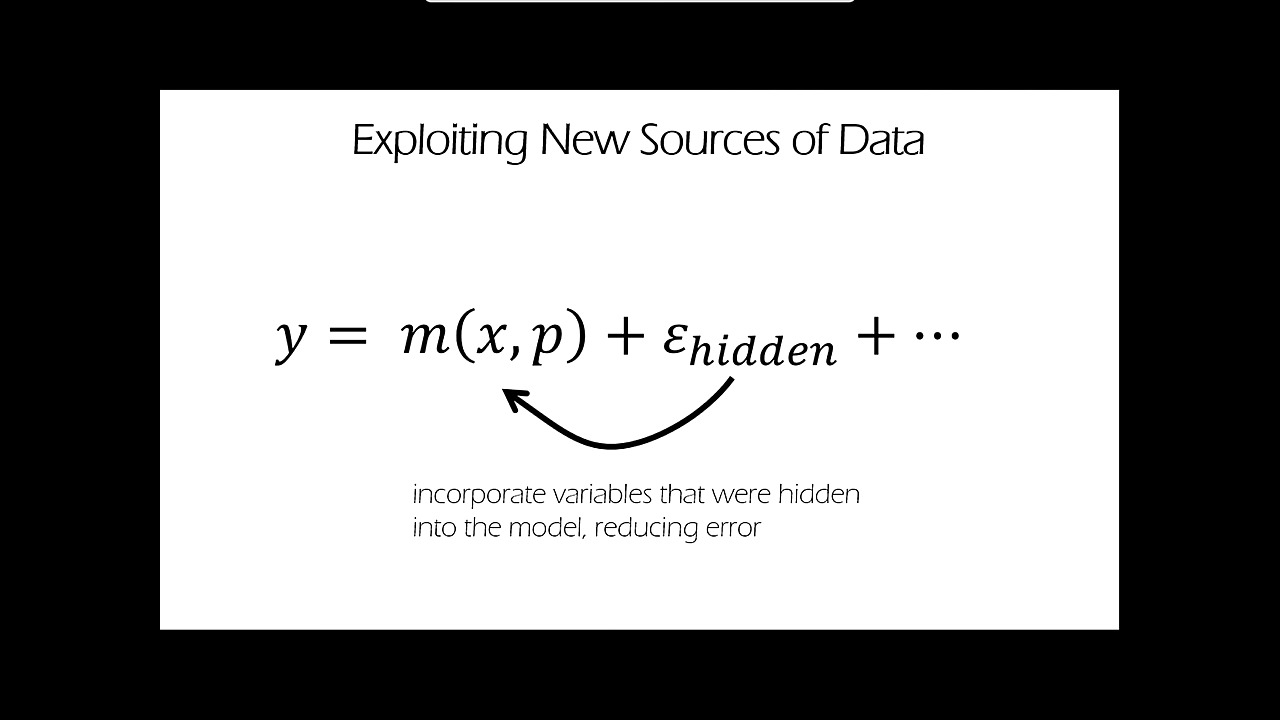 Exploiting New Sources of Data
y = m(x, p) + ε_hidden + ⋯
incorporate variables that were hidden
into the model, reducing error